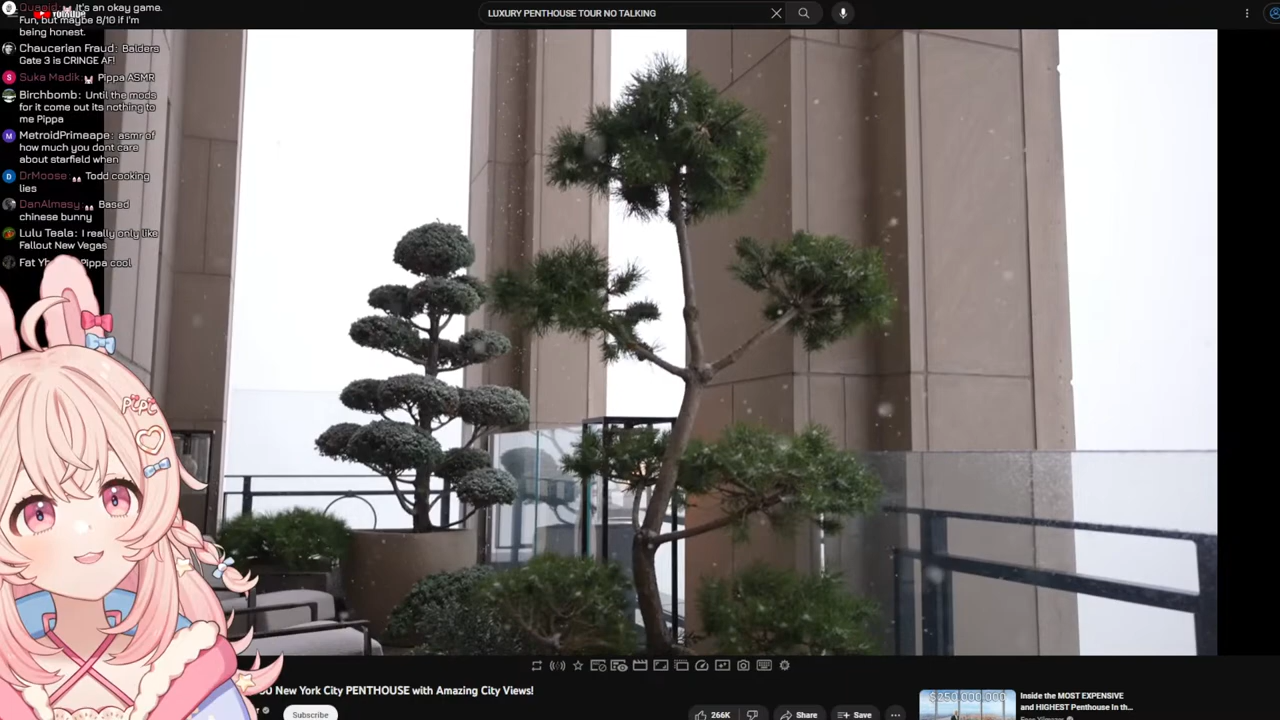 Quapid: It's an okay game.
Fun, but maybe 8/10 if I'm
being honest.
Chaucerian Fraud: Balders
Gate 3 is CRINGE AF!
Suka Madik: Pippa ASMR
Birchbomb: Until the mods
for it come out its nothing to
me Pippa
MetroidPrimeape: asmr of
how much you dont care
about starfield when
DrMoose: Todd cooking
lies
DanAlmasy: Based
chinese bunny
Lulu Teala: I really only like
Fallout New Vegas
Pippa cool
LUXURY PENTHOUSE TOUR NO TALKING
PiPi
New York City PENTHOUSE with Amazing City Views!
Subscribe
266K
Share
Save
$250,000,000
Inside the MOST EXPENSIVE
and HIGHEST Penthouse In th...